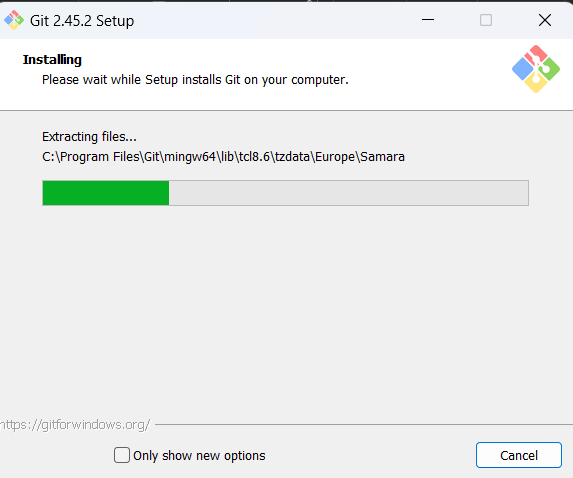 Git 2.45.2 Setup
Installing
Please wait while Setup installs Git on your computer.
Extracting files...
C:\Program Files\Git\mingw64\lib\tcl8.6\tzdata\Europe\Samara
https://gitforwindows.org/
Only show new options
Cancel